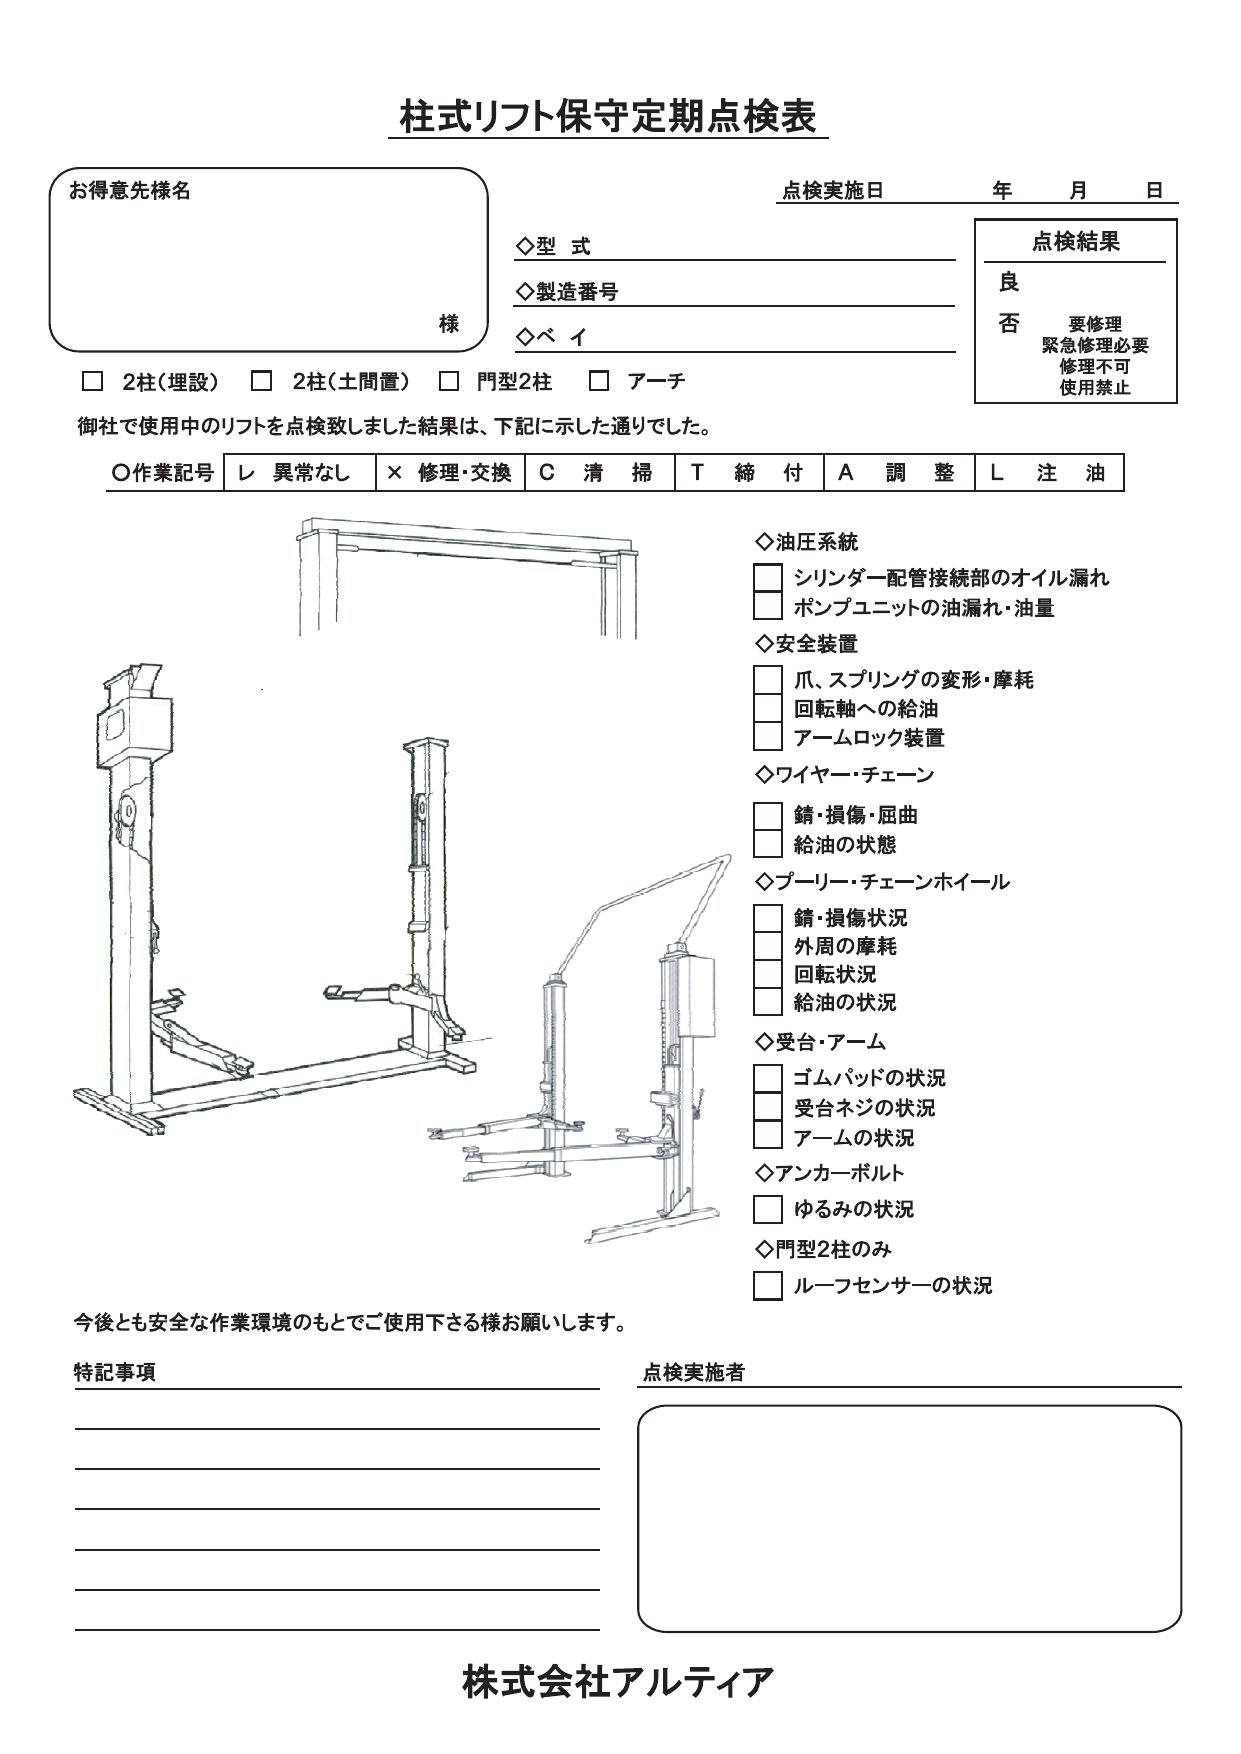 柱式リフト保守定期点検表
お得意先様名
様
点検実施日 年 月 日
◇型 式
◇製造番号
◇ベ イ
点検結果
良
否 要修理
緊急修理必要
修理不可
使用禁止
□ 2柱(埋設) □ 2柱(土間置) □ 門型2柱 □ アーチ
御社で使用中のリフトを点検致しました結果は、下記に示した通りでした。
〇作業記号 レ 異常なし × 修理・交換 C 清 掃 T 締 付 A 調 整 L 注 油
◇油圧系統
シリンダー配管接続部のオイル漏れ
ポンプユニットの油漏れ・油量
◇安全装置
爪、スプリングの変形・摩耗
回転軸への給油
アームロック装置
◇ワイヤー・チェーン
錆・損傷・屈曲
給油の状態
◇プーリー・チェーンホイール
錆・損傷状況
外周の摩耗
回転状況
給油の状況
◇受台・アーム
ゴムパッドの状況
受台ネジの状況
アームの状況
◇アンカーボルト
ゆるみの状況
◇門型2柱のみ
ルーフセンサーの状況
今後とも安全な作業環境のもとでご使用下さる様お願いします。
特記事項
点検実施者
株式会社アルティア